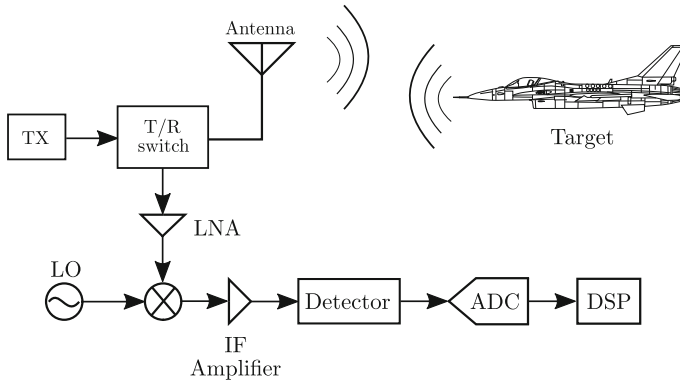 Antenna
TX
T/R
switch
Target
LNA
LO
Detector
ADC
DSP
IF
Amplifier